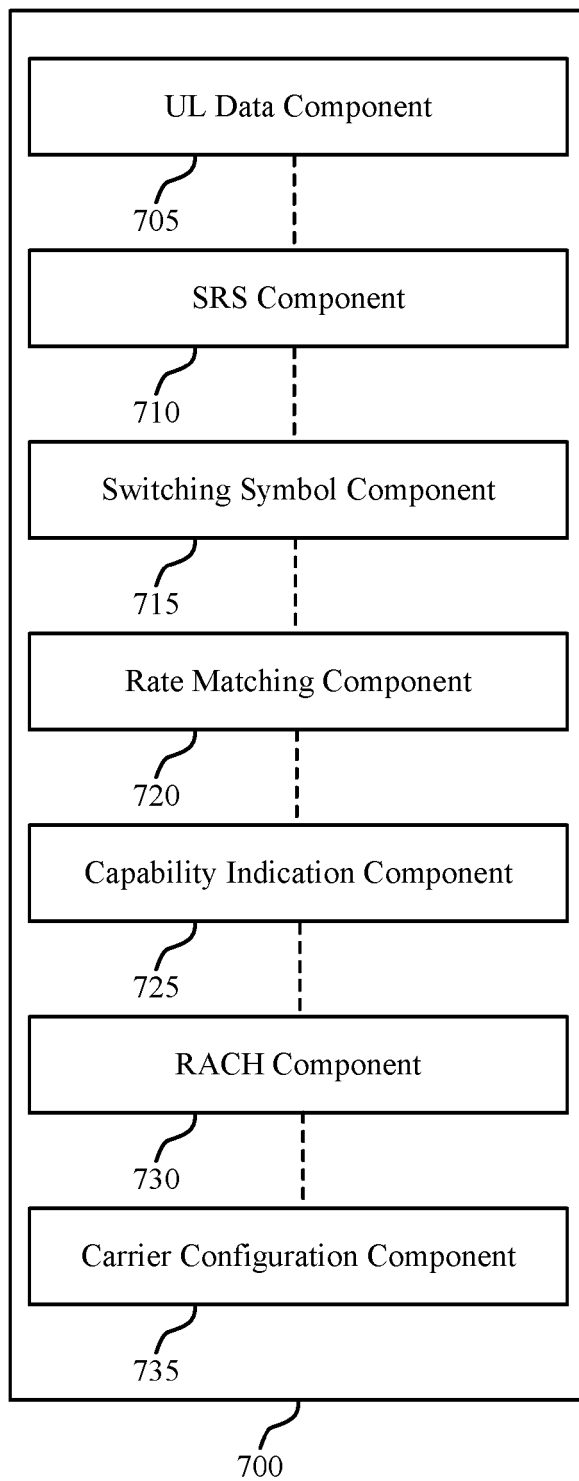 UL Data Component
705
SRS Component
710
Switching Symbol Component
715
Rate Matching Component
720
Capability Indication Component
725
RACH Component
730
Carrier Configuration Component
735
700